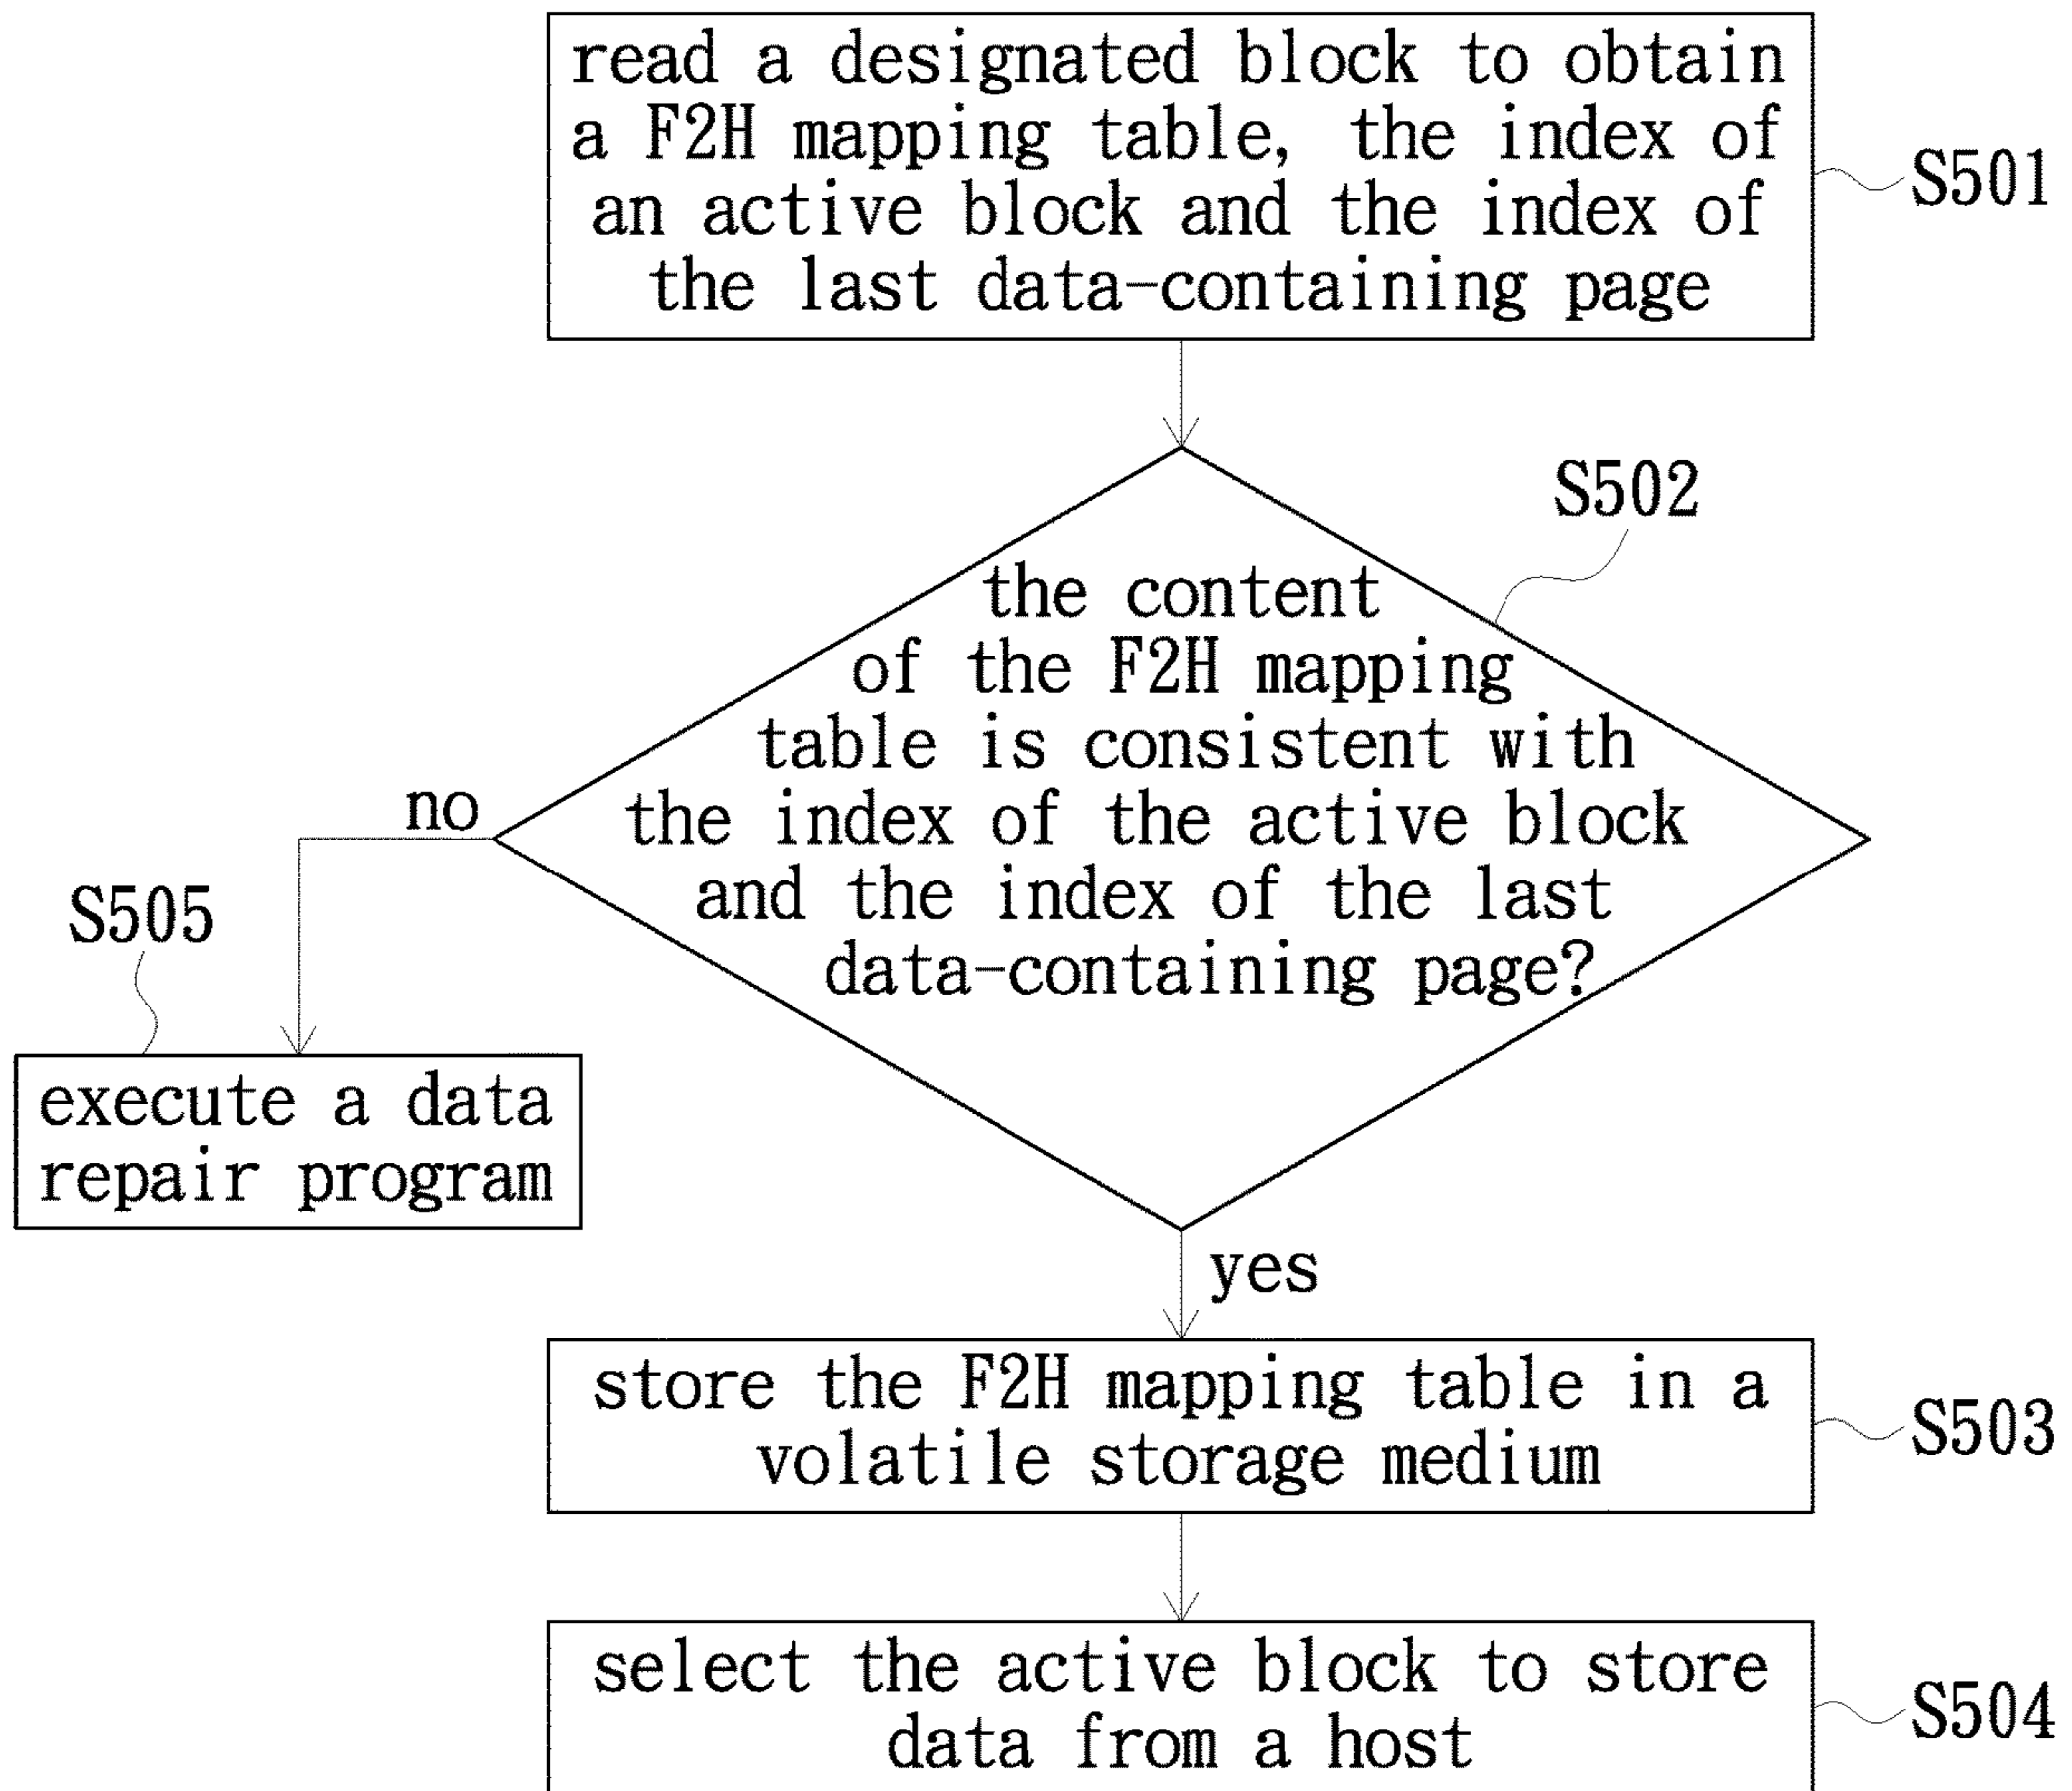 read a designated block to obtain
a F2H mapping table, the index of
an active block and the index of
the last data-containing page
S501
S502
the content
of the F2H mapping
table is consistent with
the index of the active block
and the index of the last
data-containing page?
no
S505
execute a data
repair program
yes
store the F2H mapping table in a
volatile storage medium
S503
select the active block to store
data from a host
S504